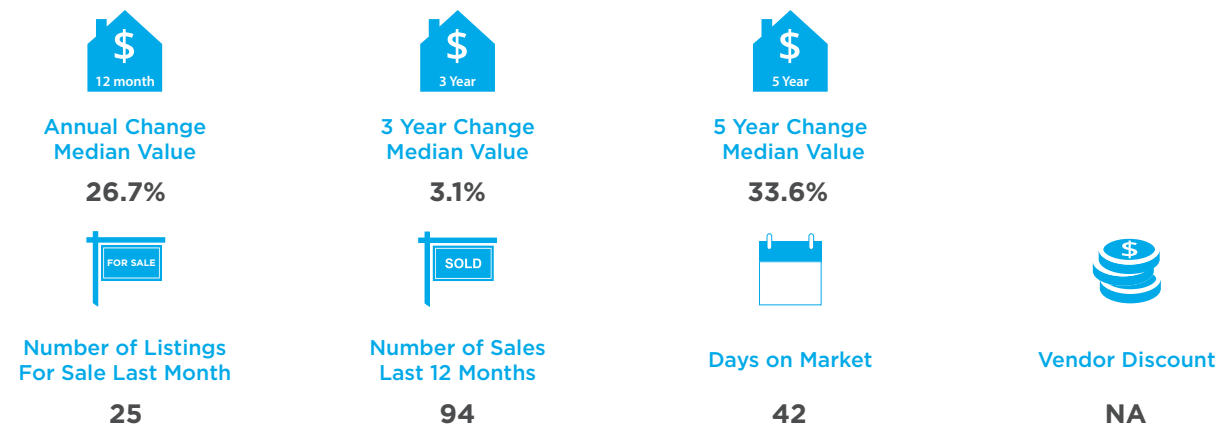 $
12 month
Annual Change
Median Value
26.7%
$
3 Year
3 Year Change
Median Value
3.1%
$
5 Year
5 Year Change
Median Value
33.6%
FOR SALE
Number of Listings
For Sale Last Month
25
SOLD
Number of Sales
Last 12 Months
94
Days on Market
42
$
Vendor Discount
NA